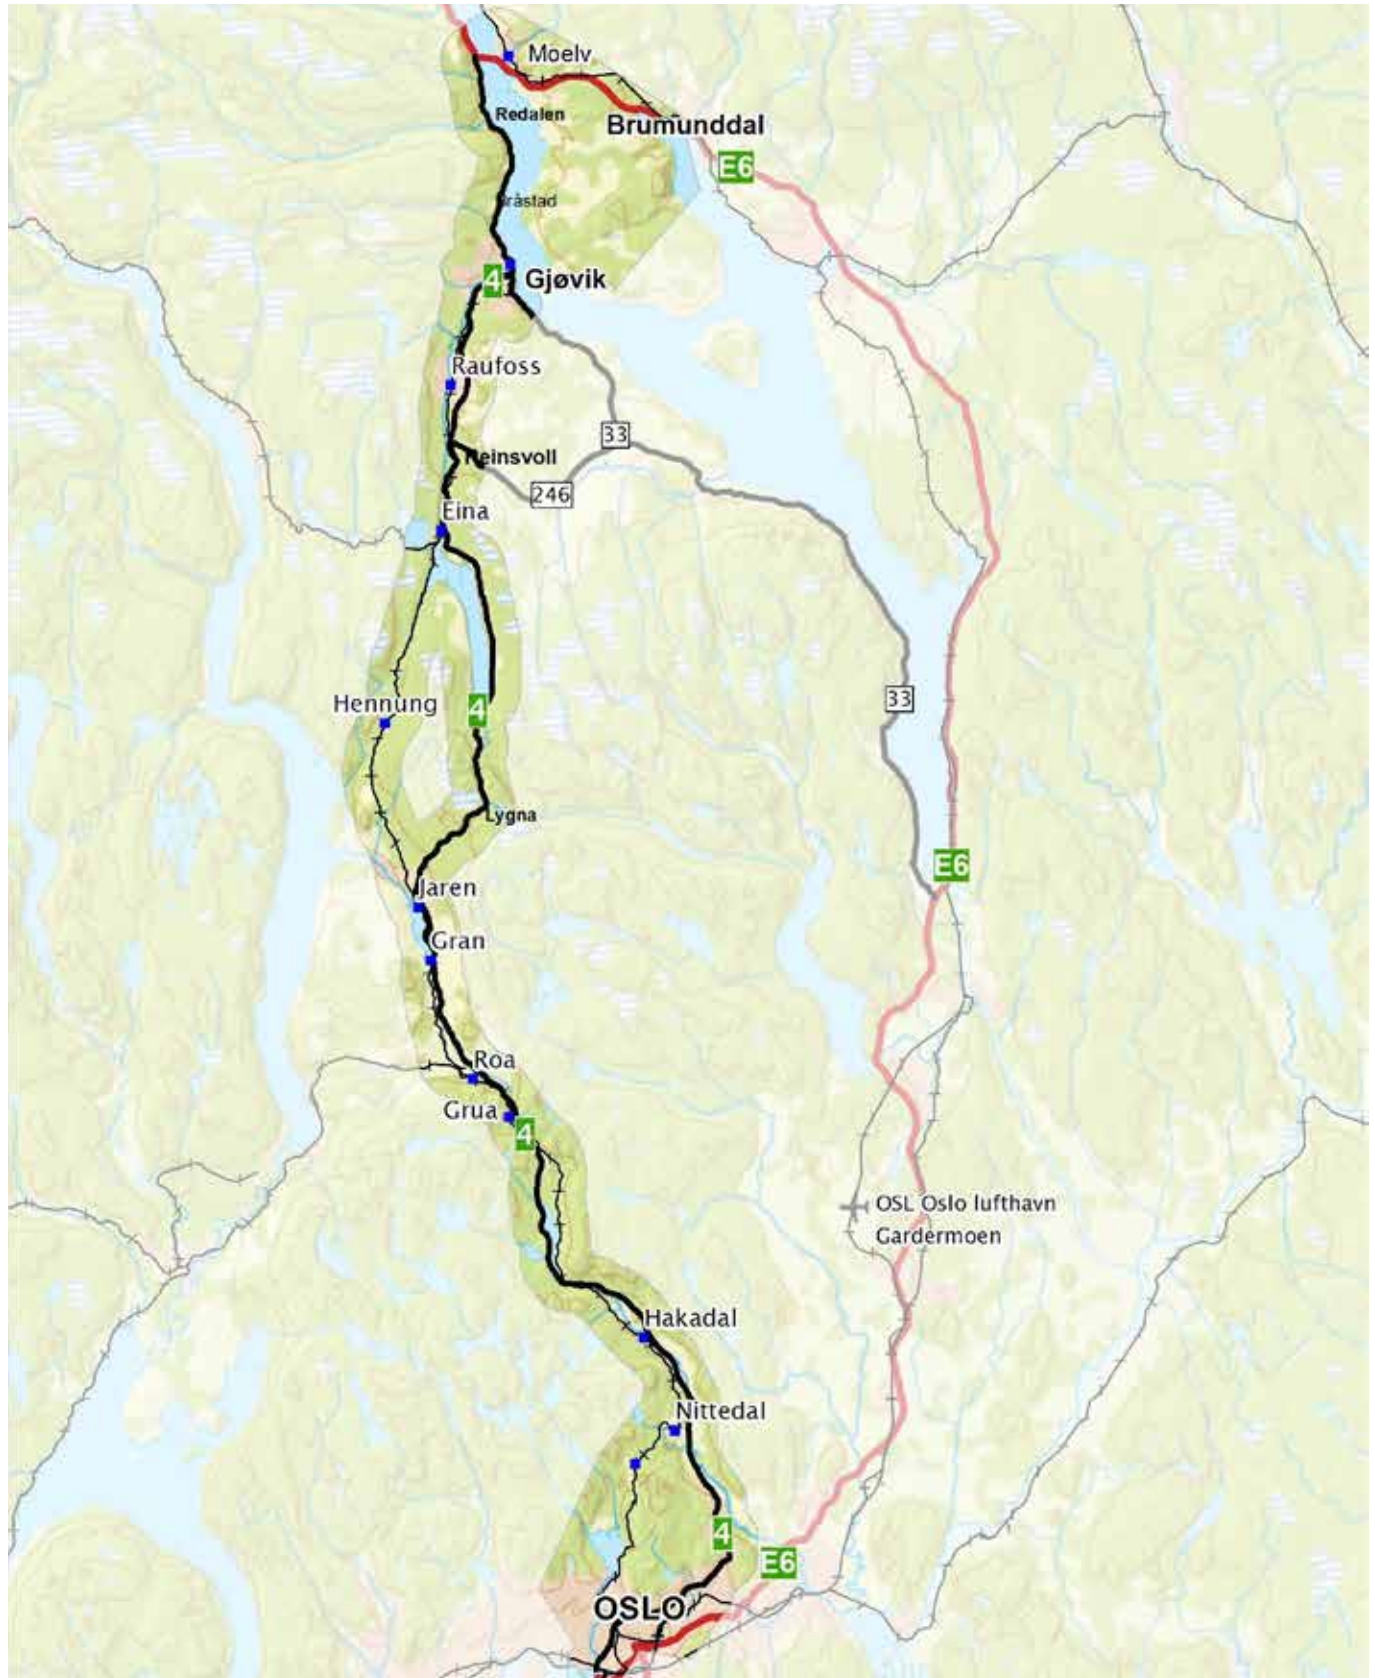 Moelv
Redalen
Brumunddal
E6
råstad
4
Gjøvik
Raufoss
33
Reinsvoll
246
Eina
33
Hennung
4
Lygna
E6
Jaren
Gran
Roa
Grua
4
OSL Oslo lufthavn
Gardermoen
Hakadal
Nittedal
4
E6
OSLO